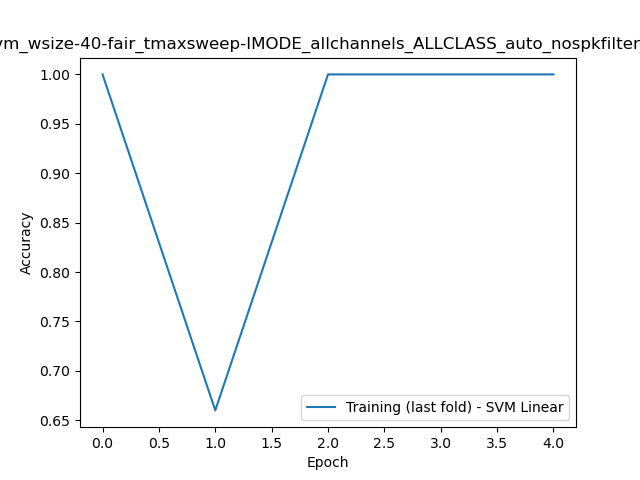 vm_wsize-40-fair_tmaxsweep-IMODE_allchannels_ALLCLASS_auto_nospkfilter_
1.00
0.95
0.90
0.85
0.80
0.75
0.70
0.65
Accuracy
Training (last fold) - SVM Linear
0.0 0.5 1.0 1.5 2.0 2.5 3.0 3.5 4.0
Epoch